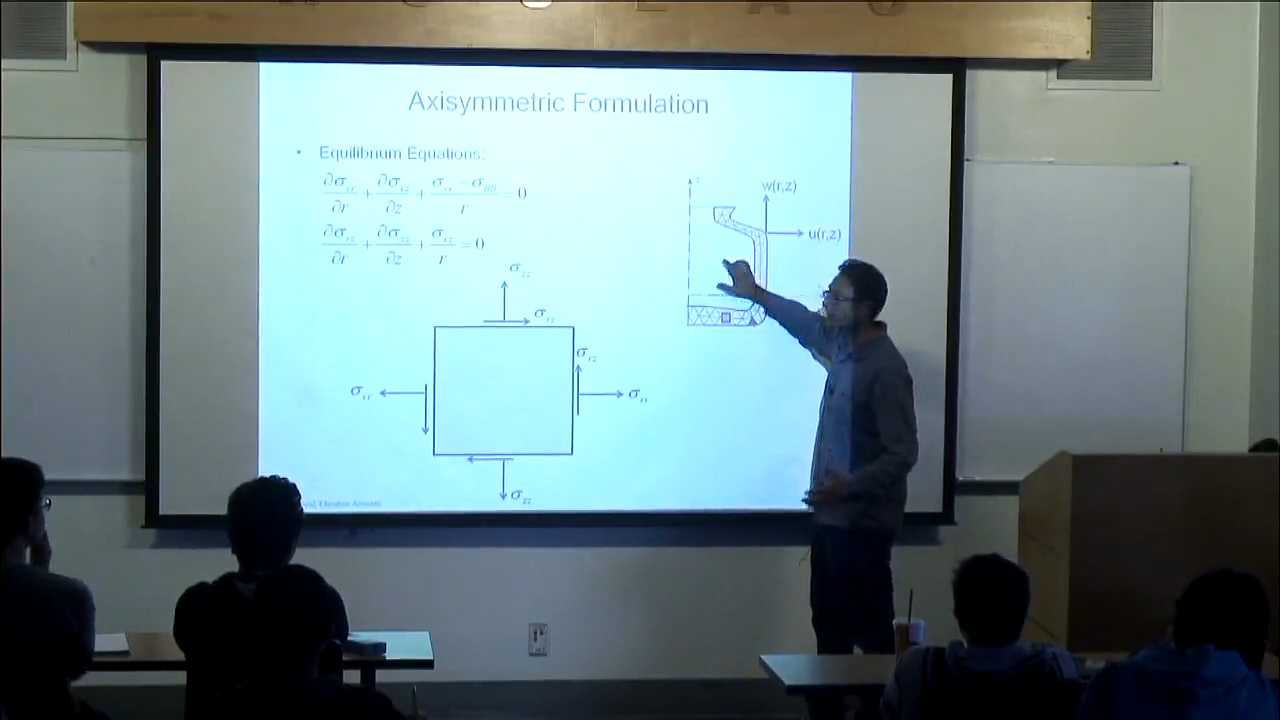 Axisymmetric Formulation
• Equilibrium Equations:
∂σrr/∂r + ∂σrz/∂z + (σrr − σθθ)/r = 0
∂σrz/∂r + ∂σzz/∂z + σrz/r = 0
z
w(r,z)
u(r,z)
σzz
σrz
σrz
σrr
σrr
σzz